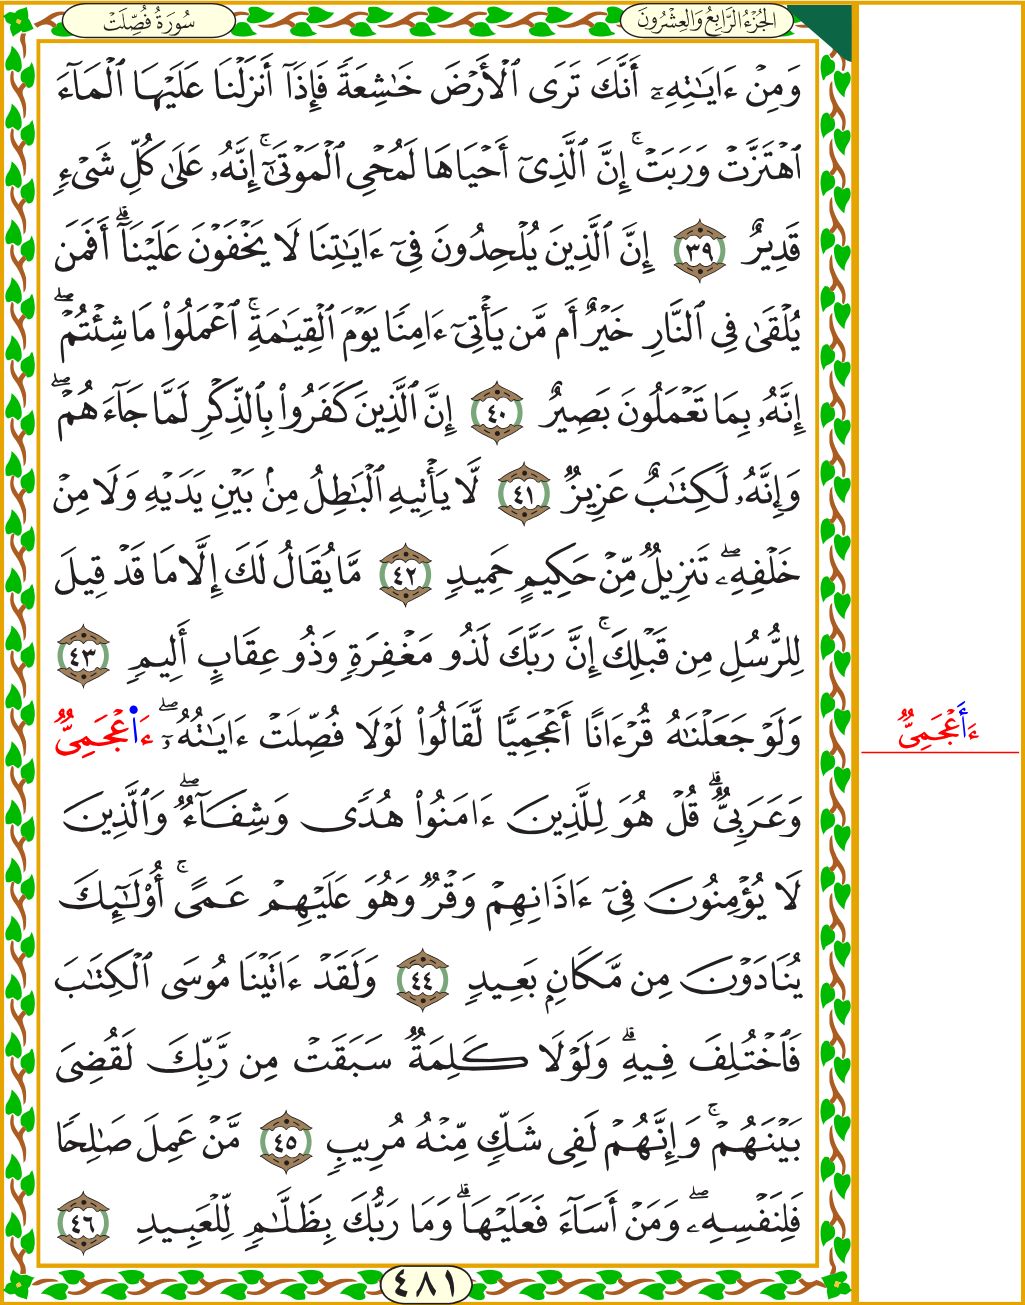 سُورَةُ فُصِّلَتْ
الجُزْءُ الرَّابِعُ وَالعِشْرُونَ
وَمِنْ ءَايَٰتِهِۦٓ أَنَّكَ تَرَى ٱلْأَرْضَ خَٰشِعَةً فَإِذَآ أَنزَلْنَا عَلَيْهَا ٱلْمَآءَ
ٱهْتَزَّتْ وَرَبَتْ ۚ إِنَّ ٱلَّذِىٓ أَحْيَاهَا لَمُحْىِ ٱلْمَوْتَىٰٓ ۚ إِنَّهُۥ عَلَىٰ كُلِّ شَىْءٍ
قَدِيرٌ ٣٩ إِنَّ ٱلَّذِينَ يُلْحِدُونَ فِىٓ ءَايَٰتِنَا لَا يَخْفَوْنَ عَلَيْنَآ ۗ أَفَمَن
يُلْقَىٰ فِى ٱلنَّارِ خَيْرٌ أَم مَّن يَأْتِىٓ ءَامِنًا يَوْمَ ٱلْقِيَٰمَةِ ۚ ٱعْمَلُوا۟ مَا شِئْتُمْ ۖ
إِنَّهُۥ بِمَا تَعْمَلُونَ بَصِيرٌ ٤٠ إِنَّ ٱلَّذِينَ كَفَرُوا۟ بِٱلذِّكْرِ لَمَّا جَآءَهُمْ ۖ
وَإِنَّهُۥ لَكِتَٰبٌ عَزِيزٌ ٤١ لَّا يَأْتِيهِ ٱلْبَٰطِلُ مِنۢ بَيْنِ يَدَيْهِ وَلَا مِنْ
خَلْفِهِۦ ۖ تَنزِيلٌ مِّنْ حَكِيمٍ حَمِيدٍ ٤٢ مَّا يُقَالُ لَكَ إِلَّا مَا قَدْ قِيلَ
لِلرُّسُلِ مِن قَبْلِكَ ۚ إِنَّ رَبَّكَ لَذُو مَغْفِرَةٍ وَذُو عِقَابٍ أَلِيمٍ ٤٣
وَلَوْ جَعَلْنَٰهُ قُرْءَانًا أَعْجَمِيًّا لَّقَالُوا۟ لَوْلَا فُصِّلَتْ ءَايَٰتُهُۥٓ ۖ ءَا۬عْجَمِىٌّ
ءَأَعْجَمِىٌّ
وَعَرَبِىٌّ ۗ قُلْ هُوَ لِلَّذِينَ ءَامَنُوا۟ هُدًى وَشِفَآءٌ ۖ وَٱلَّذِينَ
لَا يُؤْمِنُونَ فِىٓ ءَاذَانِهِمْ وَقْرٌ وَهُوَ عَلَيْهِمْ عَمًى ۚ أُو۟لَٰٓئِكَ
يُنَادَوْنَ مِن مَّكَانٍۭ بَعِيدٍ ٤٤ وَلَقَدْ ءَاتَيْنَا مُوسَى ٱلْكِتَٰبَ
فَٱخْتُلِفَ فِيهِ ۗ وَلَوْلَا كَلِمَةٌ سَبَقَتْ مِن رَّبِّكَ لَقُضِىَ
بَيْنَهُمْ ۚ وَإِنَّهُمْ لَفِى شَكٍّ مِّنْهُ مُرِيبٍ ٤٥ مَّنْ عَمِلَ صَٰلِحًا
فَلِنَفْسِهِۦ ۖ وَمَنْ أَسَآءَ فَعَلَيْهَا ۗ وَمَا رَبُّكَ بِظَلَّٰمٍ لِّلْعَبِيدِ ٤٦
٤٨١